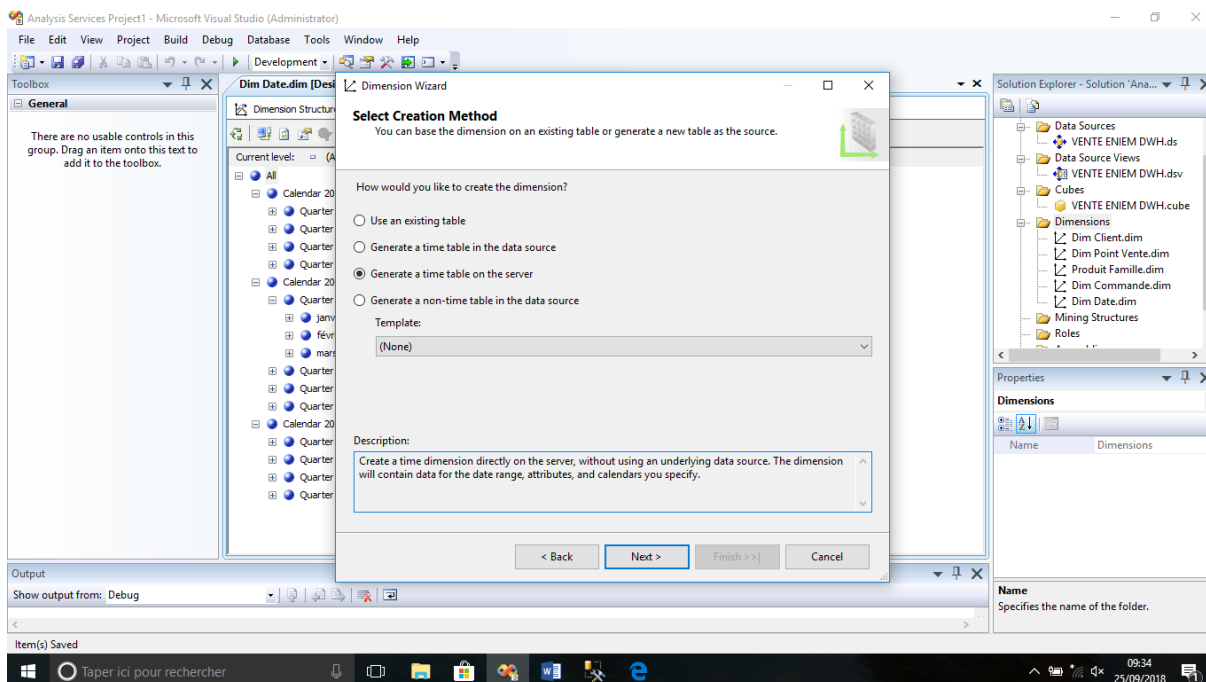 Analysis Services Project1 - Microsoft Visual Studio (Administrator)
File Edit View Project Build Debug Database Tools Window Help
Development
Toolbox
General
There are no usable controls in this
group. Drag an item onto this text to
add it to the toolbox.
Dim Date.dim [Desi
Dimension Structur
Current level: (A
All
Calendar 20
Quarter
Quarter
Quarter
Quarter
Calendar 20
Quarter
janv
févr
mars
Quarter
Quarter
Quarter
Calendar 20
Quarter
Quarter
Quarter
Quarter
Dimension Wizard
Select Creation Method
You can base the dimension on an existing table or generate a new table as the source.
How would you like to create the dimension?
Use an existing table
Generate a time table in the data source
Generate a time table on the server
Generate a non-time table in the data source
Template:
(None)
Description:
Create a time dimension directly on the server, without using an underlying data source. The dimension
will contain data for the date range, attributes, and calendars you specify.
< Back Next > Finish >>| Cancel
Solution Explorer - Solution 'Ana...
Data Sources
VENTE ENIEM DWH.ds
Data Source Views
VENTE ENIEM DWH.dsv
Cubes
VENTE ENIEM DWH.cube
Dimensions
Dim Client.dim
Dim Point Vente.dim
Produit Famille.dim
Dim Commande.dim
Dim Date.dim
Mining Structures
Roles
Properties
Dimensions
Name Dimensions
Name
Specifies the name of the folder.
Output
Show output from: Debug
Item(s) Saved
Taper ici pour rechercher
09:34
25/09/2018